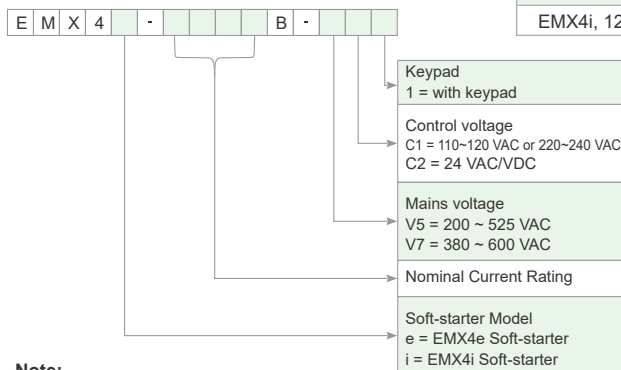 EMX4 - B -
EMX4i, 12
Keypad
1 = with keypad
Control voltage
C1 = 110~120 VAC or 220~240 VAC
C2 = 24 VAC/VDC
Mains voltage
V5 = 200 ~ 525 VAC
V7 = 380 ~ 600 VAC
Nominal Current Rating
Soft-starter Model
e = EMX4e Soft-starter
i = EMX4i Soft-starter
Note: